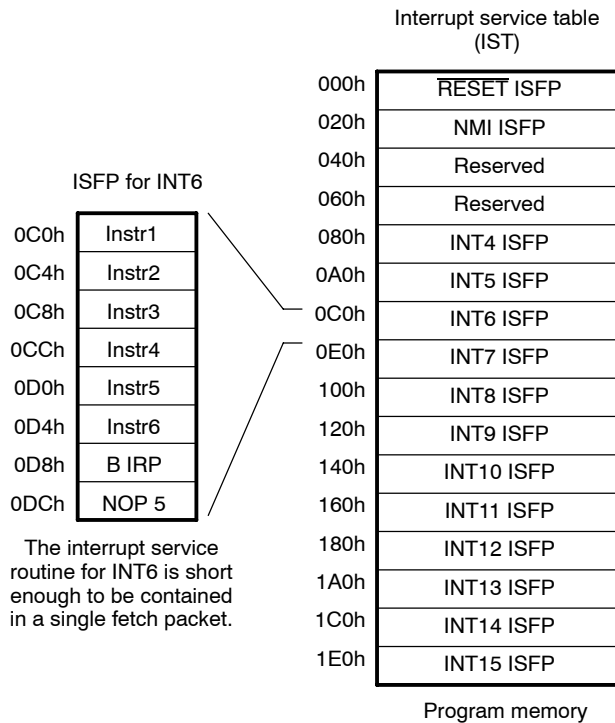 Interrupt service table
(IST)
000h RESET ISFP
020h NMI ISFP
040h Reserved
060h Reserved
080h INT4 ISFP
0A0h INT5 ISFP
0C0h INT6 ISFP
0E0h INT7 ISFP
100h INT8 ISFP
120h INT9 ISFP
140h INT10 ISFP
160h INT11 ISFP
180h INT12 ISFP
1A0h INT13 ISFP
1C0h INT14 ISFP
1E0h INT15 ISFP
Program memory
ISFP for INT6
0C0h Instr1
0C4h Instr2
0C8h Instr3
0CCh Instr4
0D0h Instr5
0D4h Instr6
0D8h B IRP
0DCh NOP 5
The interrupt service
routine for INT6 is short
enough to be contained
in a single fetch packet.